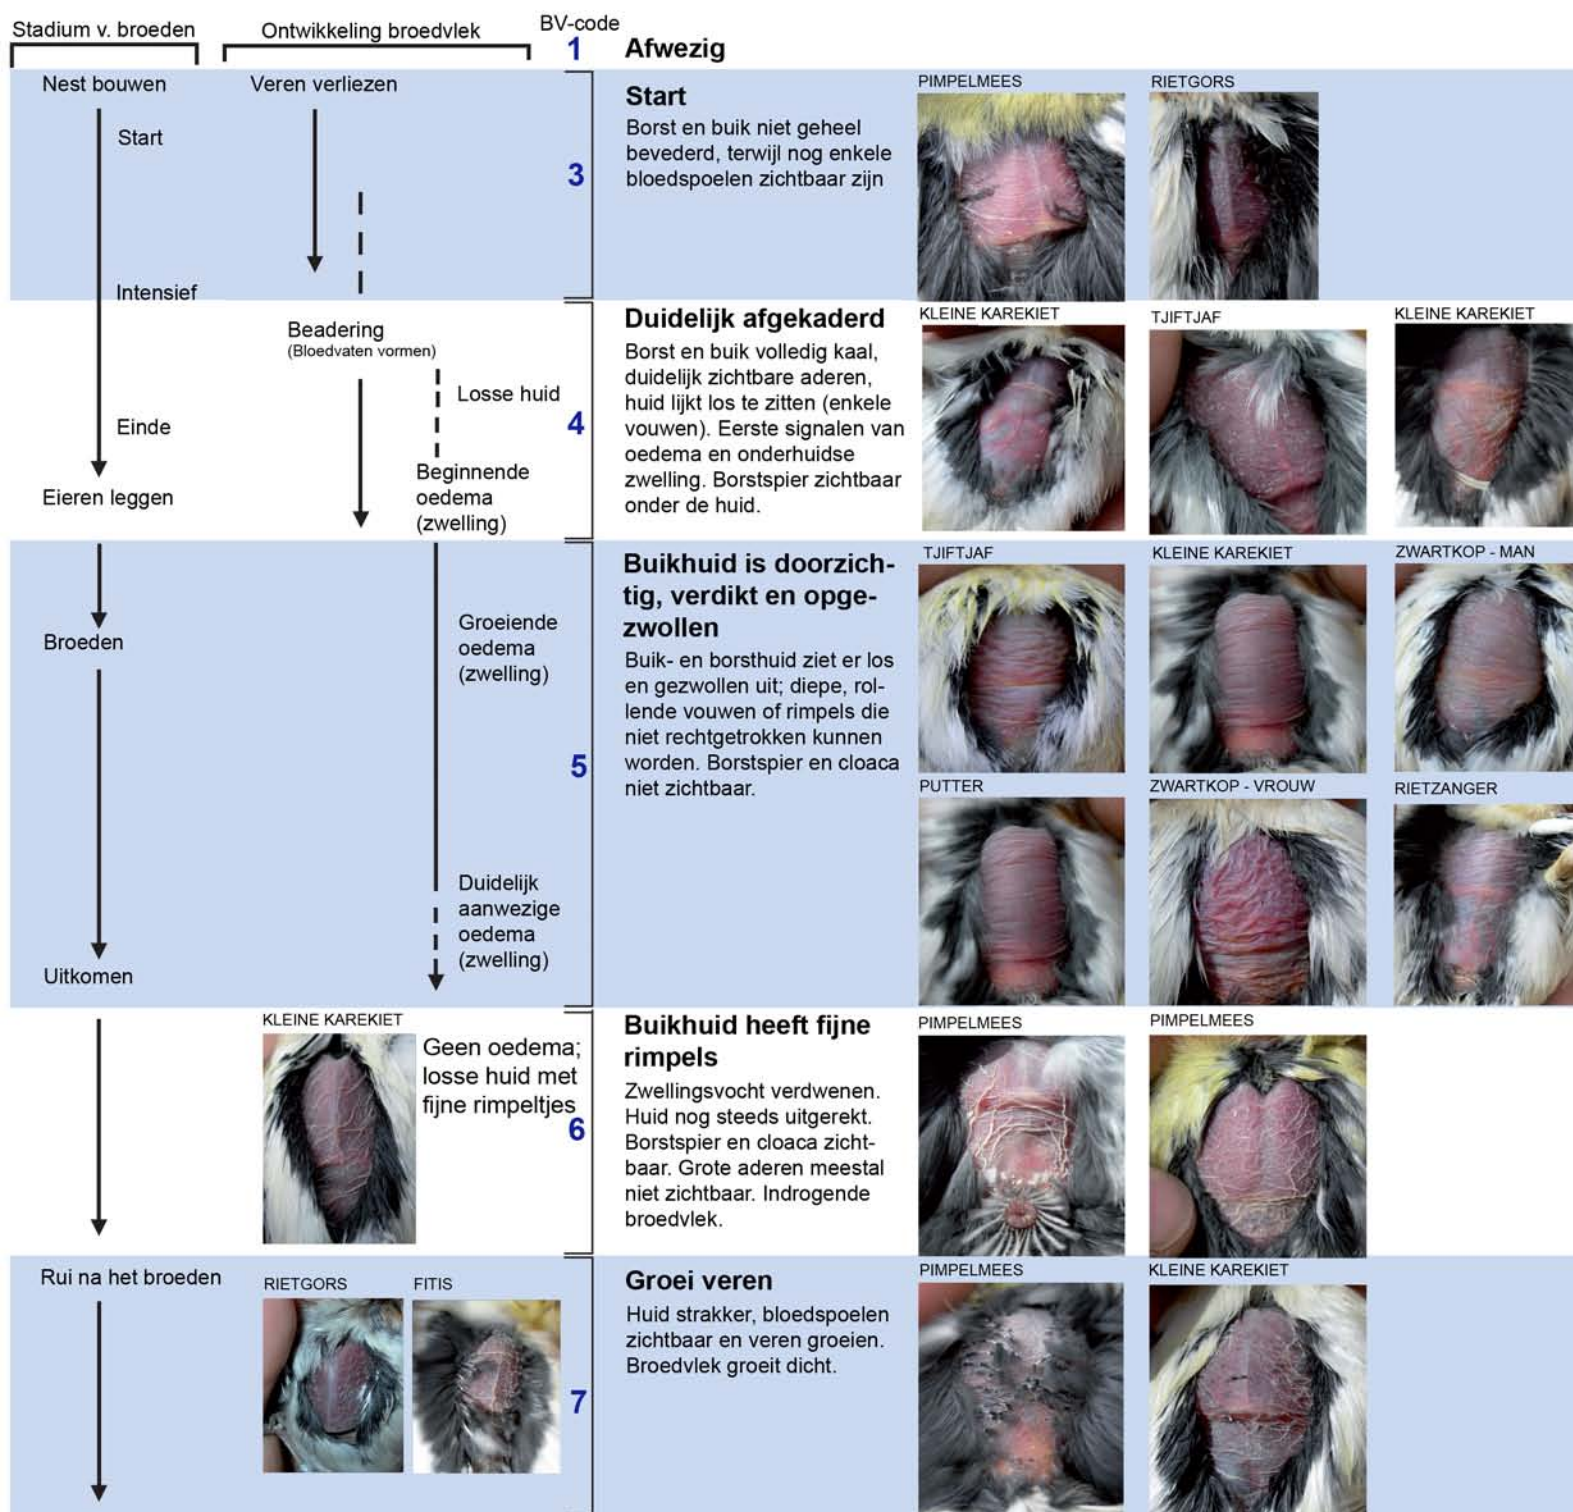 Stadium v. broeden
Ontwikkeling broedvlek
BV-code
1
Afwezig
Nest bouwen
Start
Intensief
Veren verliezen
3
Start
Borst en buik niet geheel
bevederd, terwijl nog enkele
bloedspoelen zichtbaar zijn
PIMPELMEES
RIETGORS
Einde
Eieren leggen
Beadering
(Bloedvaten vormen)
Losse huid
Beginnende
oedema
(zwelling)
4
Duidelijk afgekaderd
Borst en buik volledig kaal,
duidelijk zichtbare aderen,
huid lijkt los te zitten (enkele
vouwen). Eerste signalen van
oedema en onderhuidse
zwelling. Borstspier zichtbaar
onder de huid.
KLEINE KAREKIET
TJIFTJAF
KLEINE KAREKIET
Broeden
Uitkomen
Groeiende
oedema
(zwelling)
Duidelijk
aanwezige
oedema
(zwelling)
5
Buikhuid is doorzich-
tig, verdikt en opge-
zwollen
Buik- en borsthuid ziet er los
en gezwollen uit; diepe, rol-
lende vouwen of rimpels die
niet rechtgetrokken kunnen
worden. Borstspier en cloaca
niet zichtbaar.
TJIFTJAF
KLEINE KAREKIET
ZWARTKOP - MAN
PUTTER
ZWARTKOP - VROUW
RIETZANGER
KLEINE KAREKIET
Geen oedema;
losse huid met
fijne rimpeltjes
6
Buikhuid heeft fijne
rimpels
Zwellingsvocht verdwenen.
Huid nog steeds uitgerekt.
Borstspier en cloaca zicht-
baar. Grote aderen meestal
niet zichtbaar. Indrogende
broedvlek.
PIMPELMEES
PIMPELMEES
Rui na het broeden
RIETGORS
FITIS
7
Groei veren
Huid strakker, bloedspoelen
zichtbaar en veren groeien.
Broedvlek groeit dicht.
PIMPELMEES
KLEINE KAREKIET